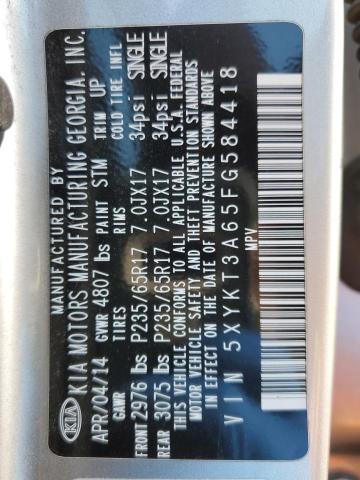 MANUFACTURED BY
KIA KIA MOTORS MANUFACTURING GEORGIA, INC.
APR/04/14 GVWR 4807 lbs PAINT STM TRIM UP
GAWR TIRES RIMS COLD TIRE INFL
FRONT 2976 lbs P235/65R17 7.0JX17 34psi SINGLE
REAR 3075 lbs P235/65R17 7.0JX17 34psi SINGLE
THIS VEHICLE CONFORMS TO ALL APPLICABLE U.S.A. FEDERAL
MOTOR VEHICLE SAFETY AND THEFT PREVENTION STANDARDS
IN EFFECT ON THE DATE OF MANUFACTURE SHOWN ABOVE
VIN 5XYKT3A65FG584418
MPV